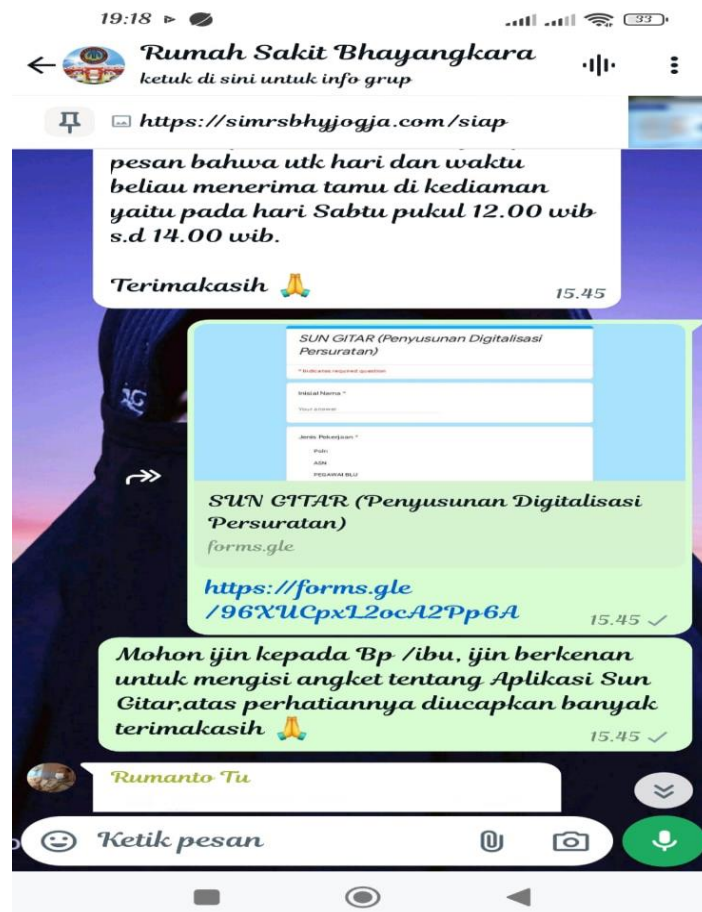 19:18
33
Rumah Sakit Bhayangkara
ketuk di sini untuk info grup
https://simrsbhyjogja.com/siap
pesan bahwa utk hari dan waktu
beliau menerima tamu di kediaman
yaitu pada hari Sabtu pukul 12.00 wib
s.d 14.00 wib.
Terimakasih 🙏
15.45
SUN GITAR (Penyusunan Digitalisasi
Persuratan)
* Indicates required question
Inisial Nama *
Your answer
Jenis Pekerjaan *
Polri
ASN
PEGAWAI BLU
SUN GITAR (Penyusunan Digitalisasi
Persuratan)
forms.gle
https://forms.gle
/96XUCpxL2ocA2Pp6A
15.45
Mohon ijin kepada Bp /ibu, ijin berkenan
untuk mengisi angket tentang Aplikasi Sun
Gitar,atas perhatiannya diucapkan banyak
terimakasih 🙏
15.45
Rumanto Tu
Ketik pesan